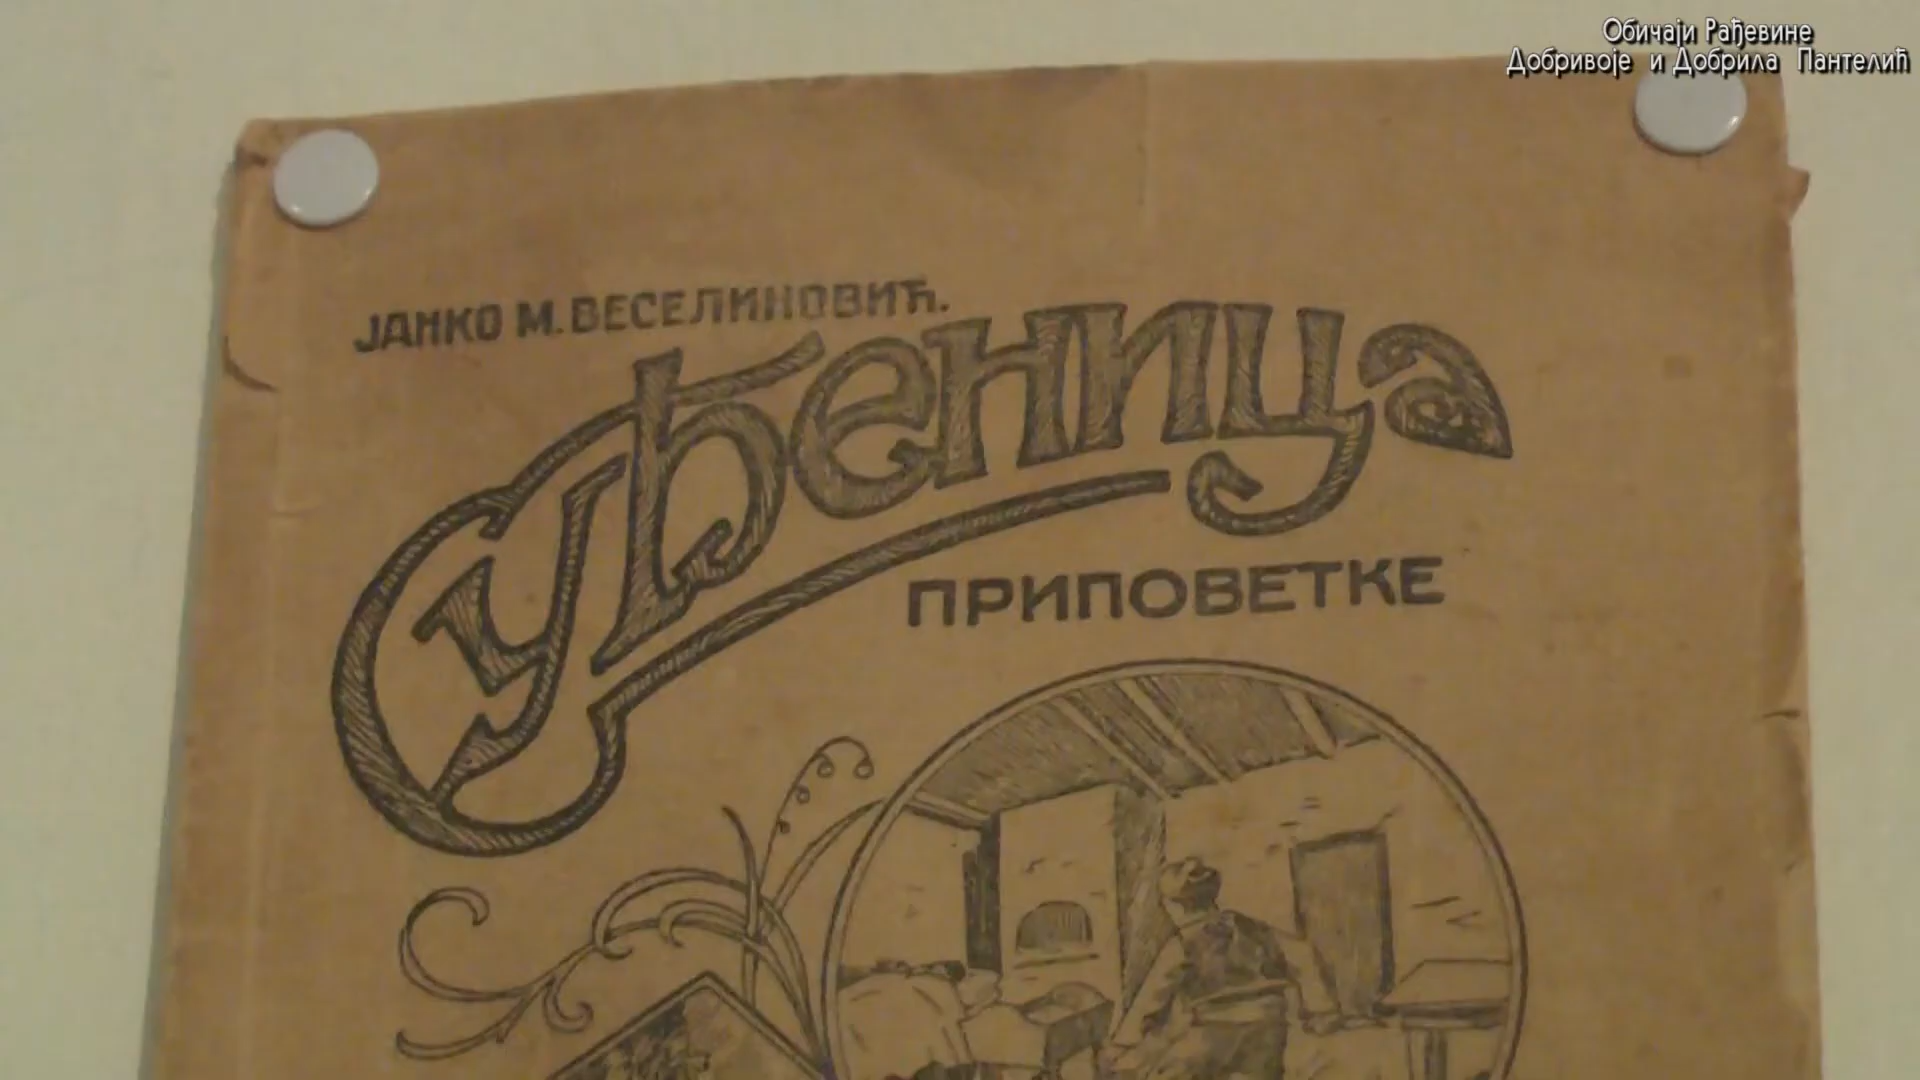 Обичаји Рађевине
Добривоје и Добрила Пантелић
ЈАНКО М. ВЕСЕЛИНОВИЋ.
Суђеница
ПРИПОВЕТКЕ